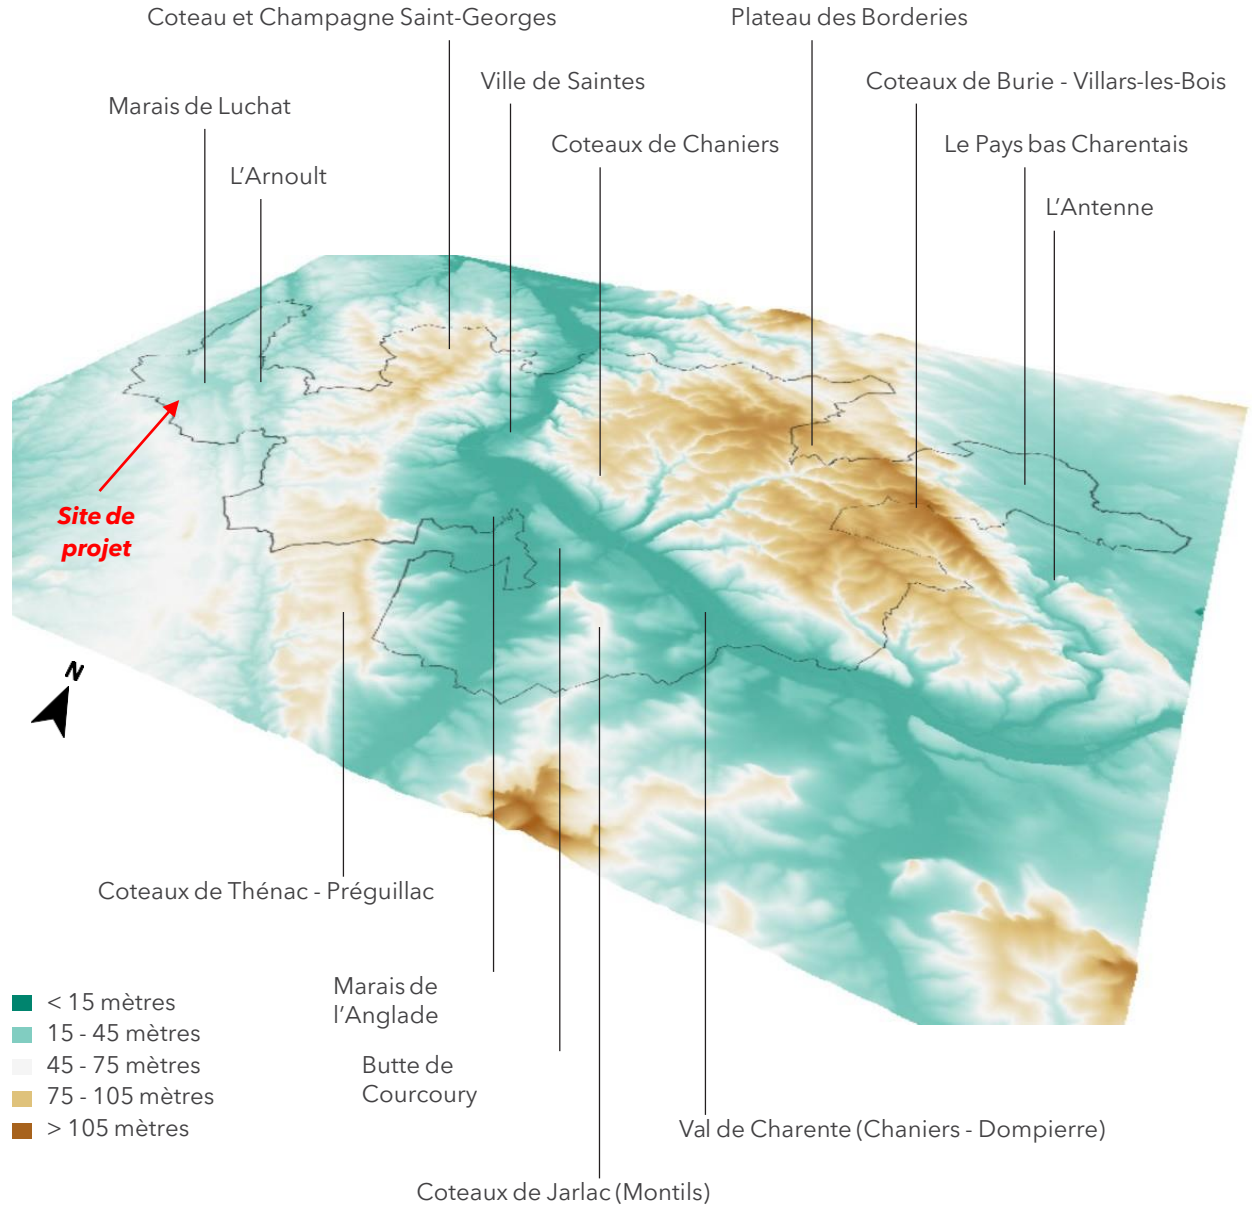 Coteau et Champagne Saint-Georges
Plateau des Borderies
Ville de Saintes
Coteaux de Burie - Villars-les-Bois
Marais de Luchat
Coteaux de Chaniers
Le Pays bas Charentais
L'Arnoult
L'Antenne
Site de
projet
N
Coteaux de Thénac - Préguillac
Marais de
l'Anglade
Butte de
Courcoury
Val de Charente (Chaniers - Dompierre)
Coteaux de Jarlac (Montils)
< 15 mètres
15 - 45 mètres
45 - 75 mètres
75 - 105 mètres
> 105 mètres